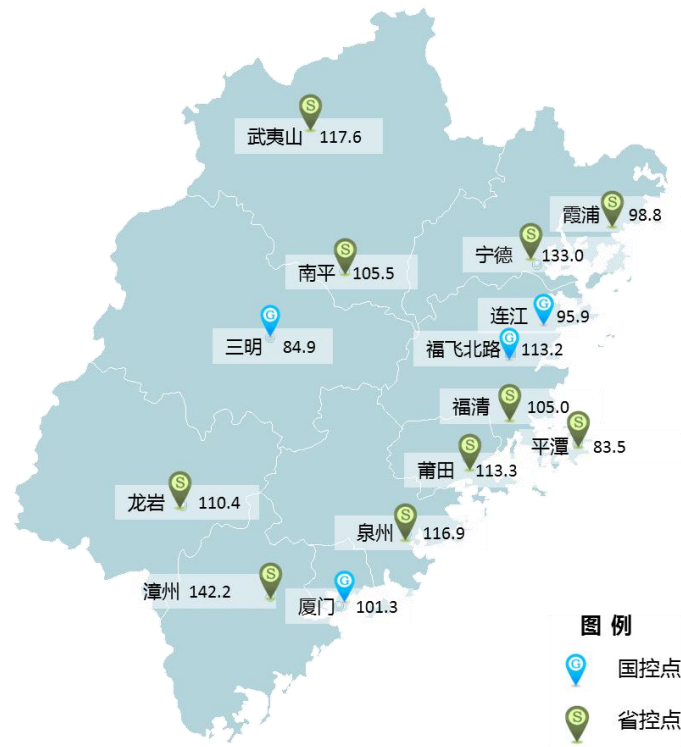 S
武夷山 117.6
S
霞浦 98.8
S
宁德 133.0
S
南平 105.5
G
连江 95.9
G
三明 84.9
G
福飞北路 113.2
S
福清 105.0
S
平潭 83.5
S
莆田 113.3
S
龙岩 110.4
S
泉州 116.9
S
漳州 142.2
G
厦门 101.3
图 例
G 国控点
S 省控点